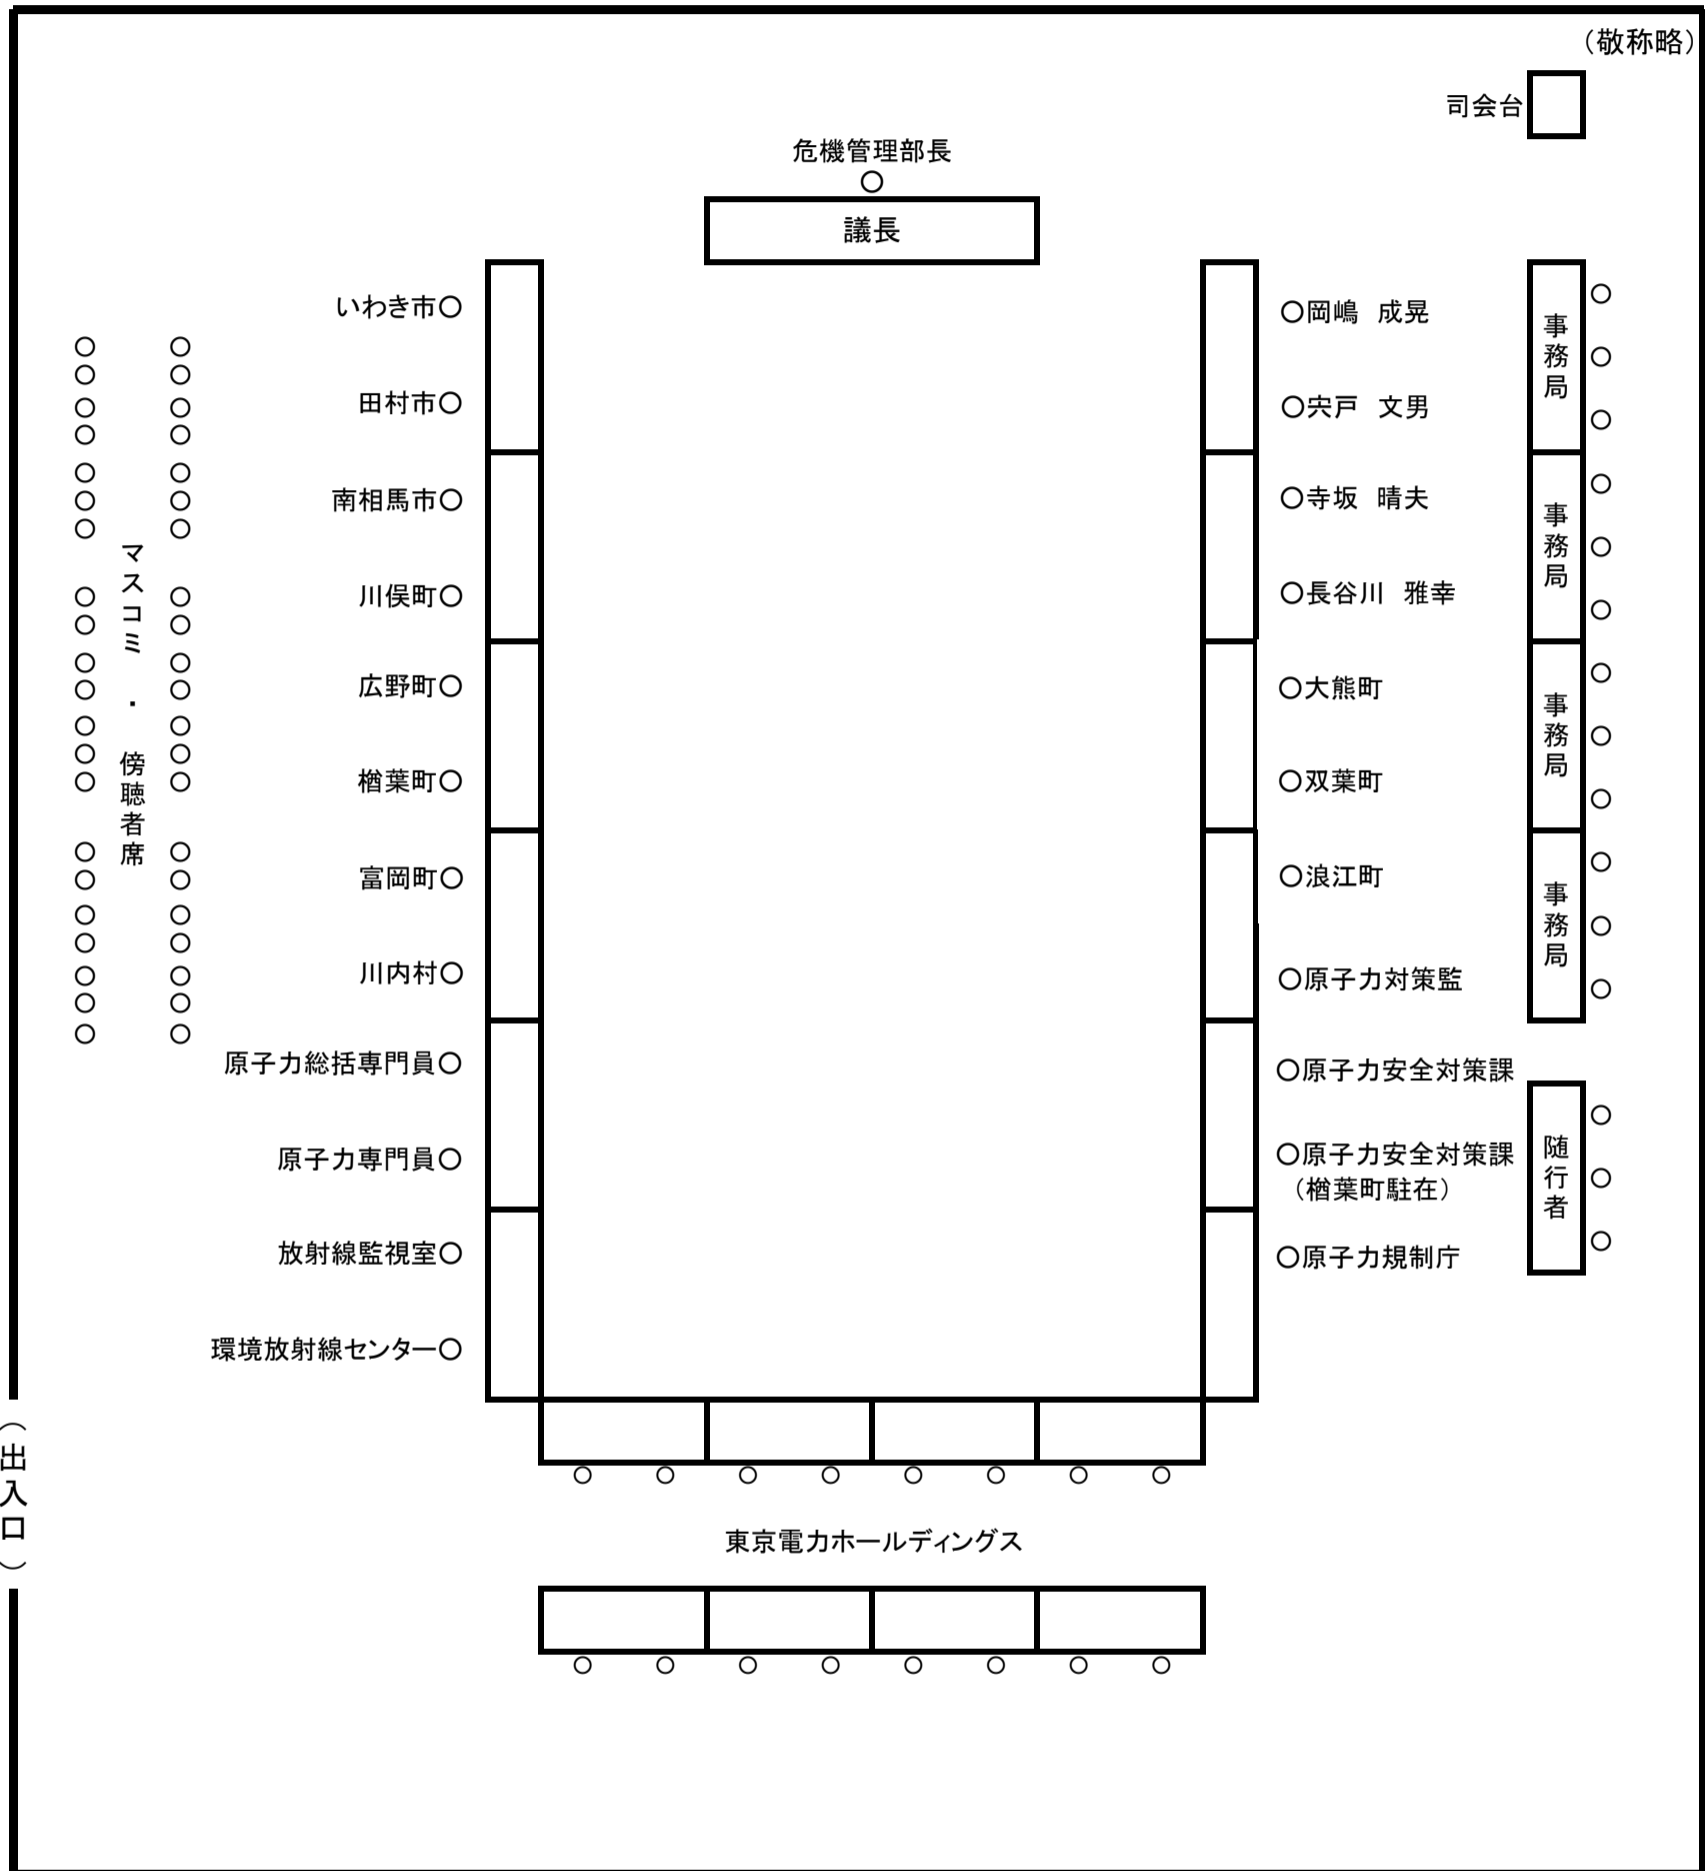 （敬称略）
司会台
危機管理部長
○
議長
いわき市○
田村市○
南相馬市○
川俣町○
広野町○
楢葉町○
富岡町○
川内村○
原子力総括専門員○
原子力専門員○
放射線監視室○
環境放射線センター○
○岡嶋　成晃
○宍戸　文男
○寺坂　晴夫
○長谷川　雅幸
○大熊町
○双葉町
○浪江町
○原子力対策監
○原子力安全対策課
○原子力安全対策課
（楢葉町駐在）
○原子力規制庁
事務局
事務局
事務局
事務局
随行者
マスコミ　・　傍聴者席
（出入口）
東京電力ホールディングス